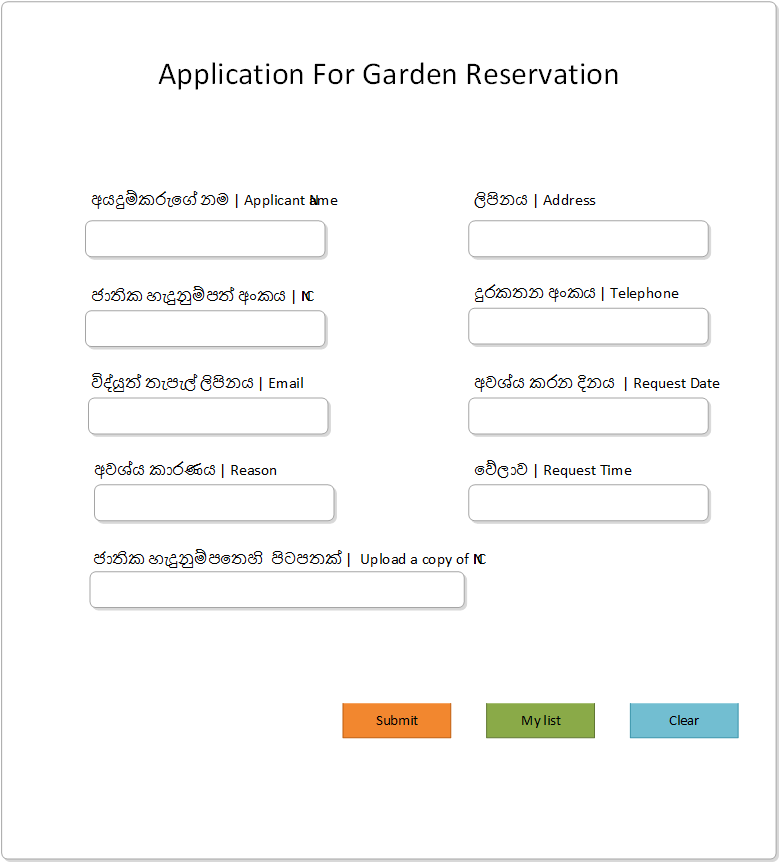 Application For Garden Reservation
අයදුම්කරුගේ නම | Applicant Name
ලිපිනය | Address
ජාතික හැදුනුම්පත් අංකය | NIC
දුරකතන අංකය | Telephone
විද්යුත් තැපැල් ලිපිනය | Email
අවශ්ය කරන දිනය | Request Date
අවශ්ය කාරණය | Reason
වේලාව | Request Time
ජාතික හැදුනුම්පතෙහි පිටපතක් | Upload a copy of NIC
Submit
My list
Clear